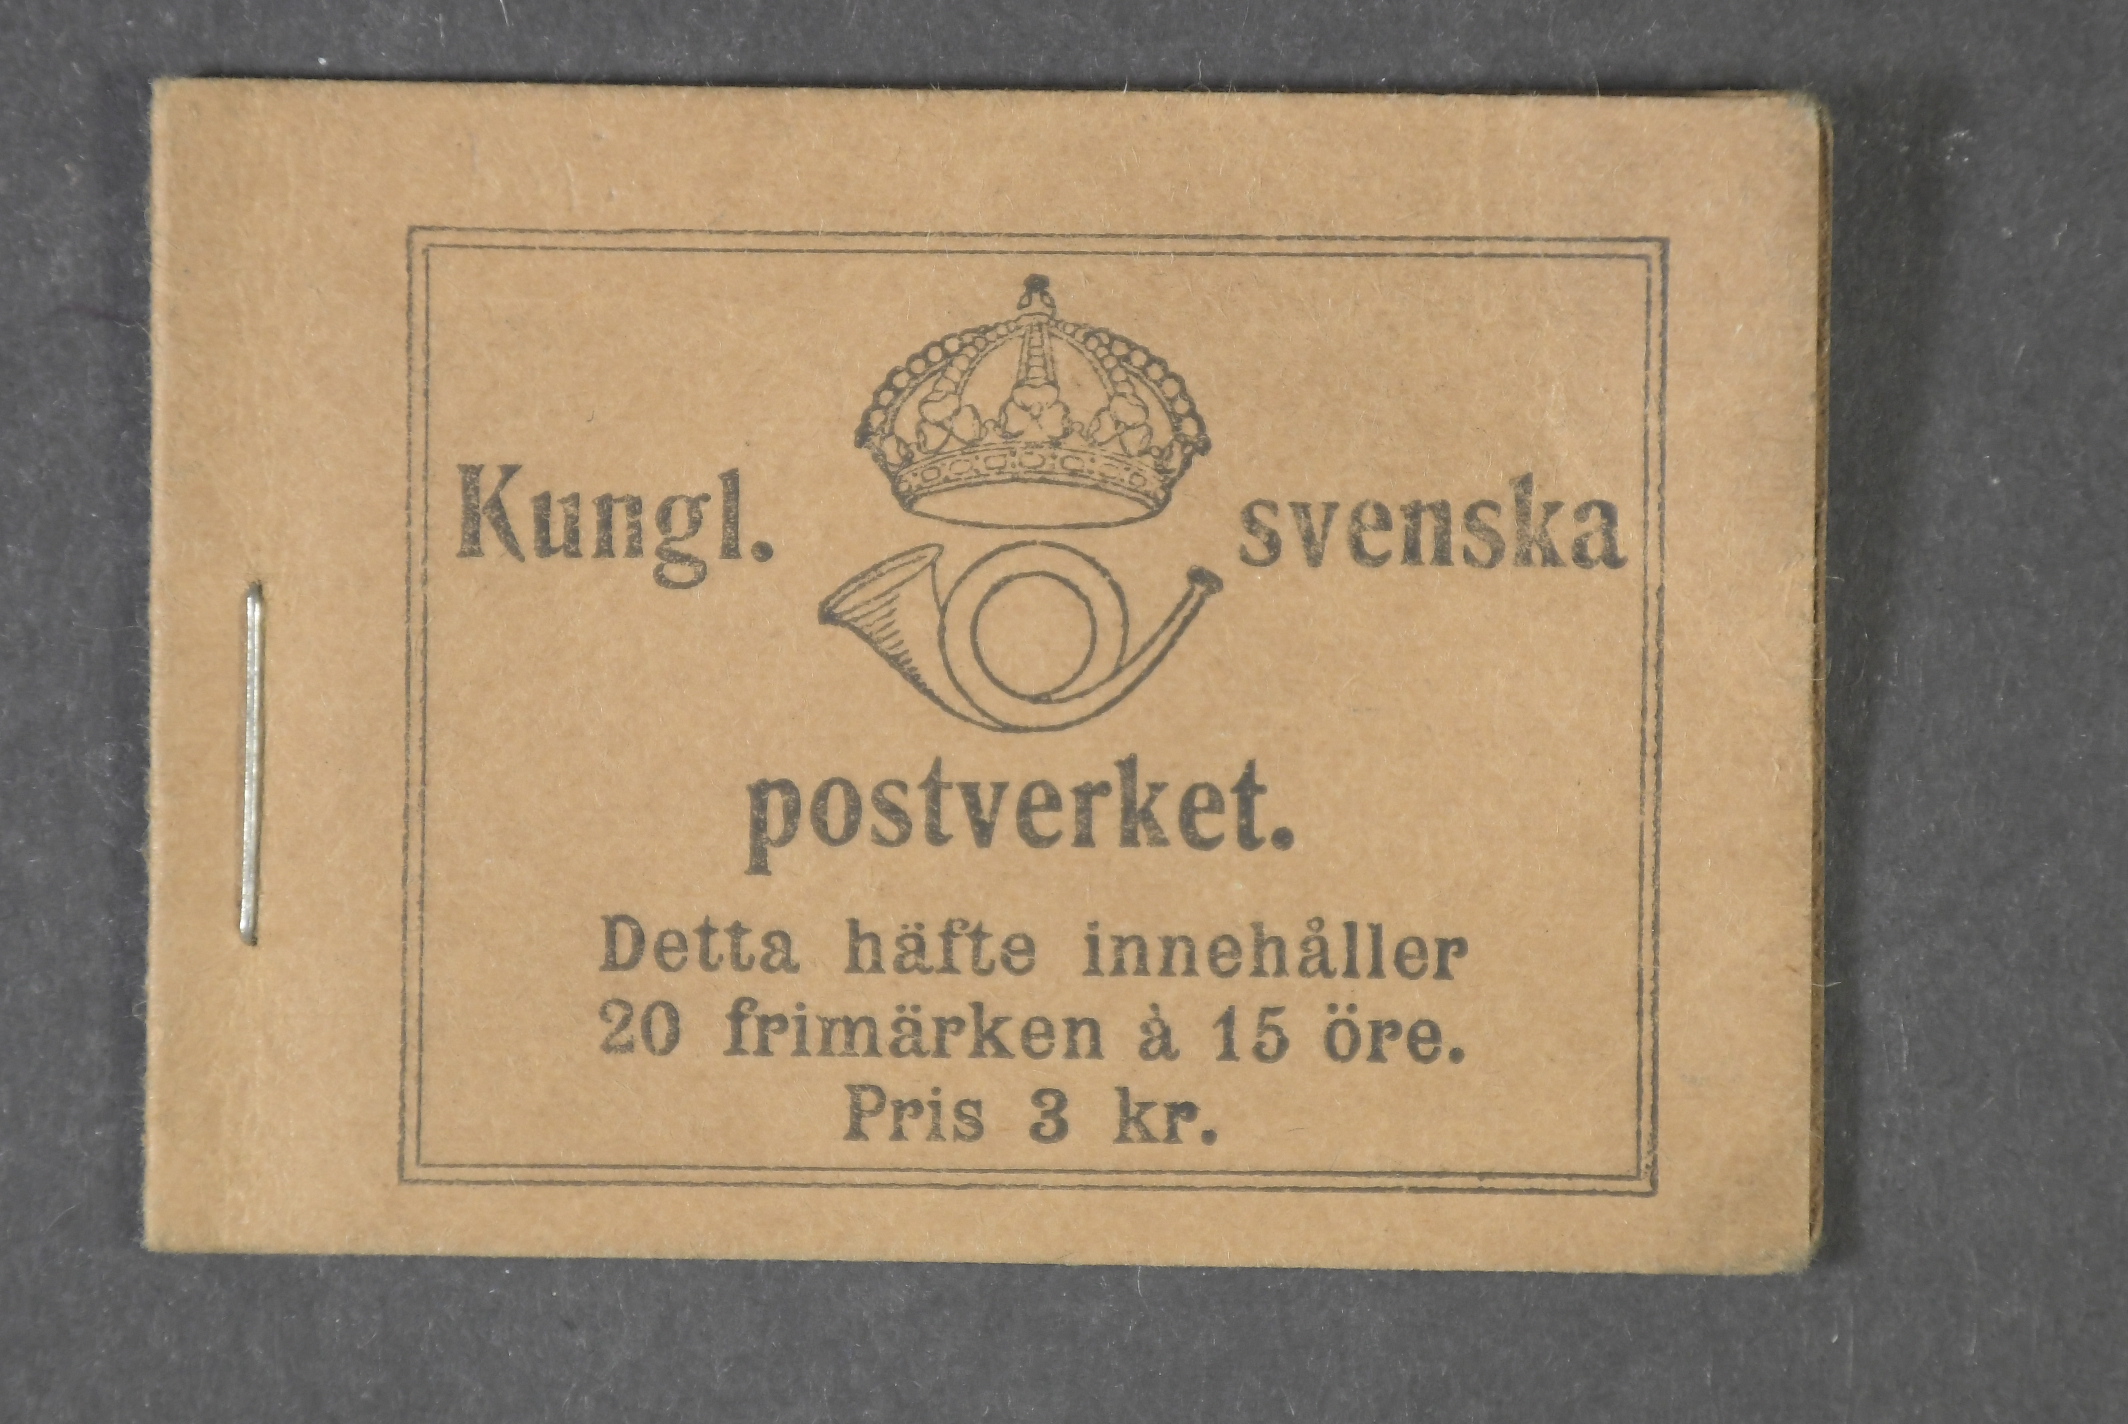 Kungl. svenska
postverket.
Detta häfte innehåller
20 frimärken à 15 öre.
Pris 3 kr.